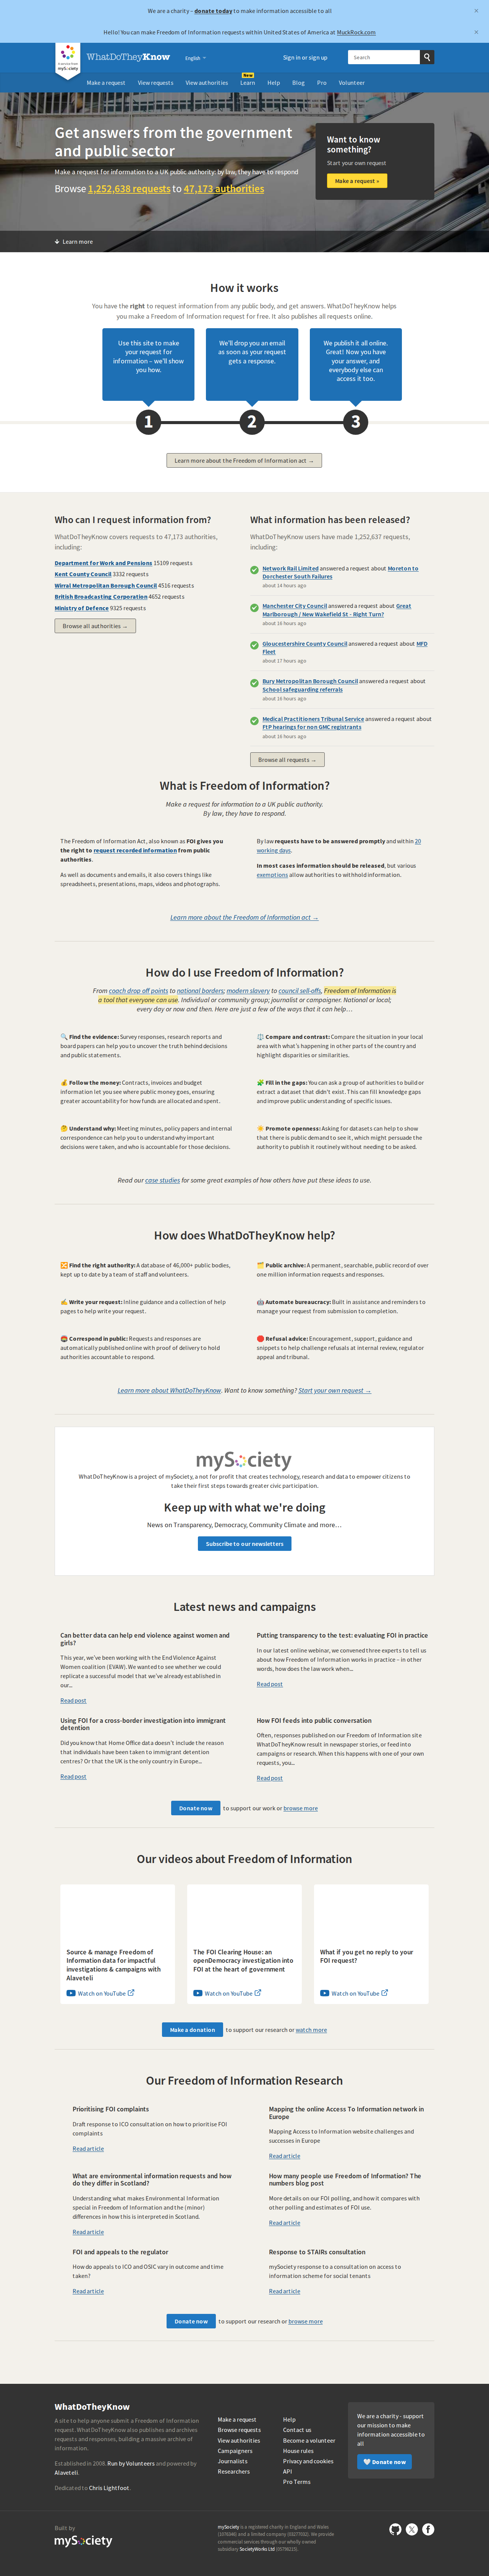 We are a charity – donate today to make information accessible to all
×
Hello! You can make Freedom of Information requests within United States of America at MuckRock.com
×
a service from
mySociety
WhatDoTheyKnow
English
Sign in or sign up
Search
New
Make a request
View requests
View authorities
Learn
Help
Blog
Pro
Volunteer
Get answers from the government
and public sector
Make a request for information to a UK public authority: by law, they have to respond
Browse 1,252,638 requests to 47,173 authorities
Want to know
something?
Start your own request
Make a request »
Learn more
How it works
You have the right to request information from any public body, and get answers. WhatDoTheyKnow helps
you make a Freedom of Information request for free. It also publishes all requests online.
Use this site to make
your request for
information – we'll show
you how.
We'll drop you an email
as soon as your request
gets a response.
We publish it all online.
Great! Now you have
your answer, and
everybody else can
access it too.
1
2
3
Learn more about the Freedom of Information act →
Who can I request information from?
WhatDoTheyKnow covers requests to 47,173 authorities,
including:
Department for Work and Pensions 15109 requests
Kent County Council 3332 requests
Wirral Metropolitan Borough Council 4516 requests
British Broadcasting Corporation 4652 requests
Ministry of Defence 9325 requests
Browse all authorities →
What information has been released?
WhatDoTheyKnow users have made 1,252,637 requests,
including:
Network Rail Limited answered a request about Moreton to
Dorchester South Failures
about 14 hours ago
Manchester City Council answered a request about Great
Marlborough / New Wakefield St - Right Turn?
about 16 hours ago
Gloucestershire County Council answered a request about MFD
Fleet
about 17 hours ago
Bury Metropolitan Borough Council answered a request about
School safeguarding referrals
about 16 hours ago
Medical Practitioners Tribunal Service answered a request about
FtP hearings for non GMC registrants
about 16 hours ago
Browse all requests →
What is Freedom of Information?
Make a request for information to a UK public authority.
By law, they have to respond.
The Freedom of Information Act, also known as FOI gives you
the right to request recorded information from public
authorities.
As well as documents and emails, it also covers things like
spreadsheets, presentations, maps, videos and photographs.
By law requests have to be answered promptly and within 20
working days.
In most cases information should be released, but various
exemptions allow authorities to withhold information.
Learn more about the Freedom of Information act →
How do I use Freedom of Information?
From coach drop off points to national borders; modern slavery to council sell-offs, Freedom of Information is
a tool that everyone can use. Individual or community group; journalist or campaigner. National or local;
every day or now and then. Here are just a few of the ways that it can help…
Find the evidence: Survey responses, research reports and
board papers can help you to uncover the truth behind decisions
and public statements.
Compare and contrast: Compare the situation in your local
area with what's happening in other parts of the country and
highlight disparities or similarities.
Follow the money: Contracts, invoices and budget
information let you see where public money goes, ensuring
greater accountability for how funds are allocated and spent.
Fill in the gaps: You can ask a group of authorities to build or
extract a dataset that didn't exist. This can fill knowledge gaps
and improve public understanding of specific issues.
Understand why: Meeting minutes, policy papers and internal
correspondence can help you to understand why important
decisions were taken, and who is accountable for those decisions.
Promote openness: Asking for datasets can help to show
that there is public demand to see it, which might persuade the
authority to publish it routinely without needing to be asked.
Read our case studies for some great examples of how others have put these ideas to use.
How does WhatDoTheyKnow help?
Find the right authority: A database of 46,000+ public bodies,
kept up to date by a team of staff and volunteers.
Public archive: A permanent, searchable, public record of over
one million information requests and responses.
Write your request: Inline guidance and a collection of help
pages to help write your request.
Automate bureaucracy: Built in assistance and reminders to
manage your request from submission to completion.
Correspond in public: Requests and responses are
automatically published online with proof of delivery to hold
authorities accountable to respond.
Refusal advice: Encouragement, support, guidance and
snippets to help challenge refusals at internal review, regulator
appeal and tribunal.
Learn more about WhatDoTheyKnow. Want to know something? Start your own request →
mySociety
WhatDoTheyKnow is a project of mySociety, a not for profit that creates technology, research and data to empower citizens to
take their first steps towards greater civic participation.
Keep up with what we're doing
News on Transparency, Democracy, Community Climate and more…
Subscribe to our newsletters
Latest news and campaigns
Can better data can help end violence against women and
girls?
This year, we've been working with the End Violence Against
Women coalition (EVAW). We wanted to see whether we could
replicate a successful model that we've already established in
our...
Read post
Putting transparency to the test: evaluating FOI in practice
In our latest online webinar, we convened three experts to tell us
about how Freedom of Information works in practice – in other
words, how does the law work when...
Read post
Using FOI for a cross-border investigation into immigrant
detention
Did you know that Home Office data doesn't include the reason
that individuals have been taken to immigrant detention
centres? Or that the UK is the only country in Europe...
Read post
How FOI feeds into public conversation
Often, responses published on our Freedom of Information site
WhatDoTheyKnow result in newspaper stories, or feed into
campaigns or research. When this happens with one of your own
requests, you...
Read post
Donate now to support our work or browse more
Our videos about Freedom of Information
Source & manage Freedom of
Information data for impactful
investigations & campaigns with
Alaveteli
Watch on YouTube
The FOI Clearing House: an
openDemocracy investigation into
FOI at the heart of government
Watch on YouTube
What if you get no reply to your
FOI request?
Watch on YouTube
Make a donation to support our research or watch more
Our Freedom of Information Research
Prioritising FOI complaints
Draft response to ICO consultation on how to prioritise FOI
complaints
Read article
Mapping the online Access To Information network in
Europe
Mapping Access to Information website challenges and
successes in Europe
Read article
What are environmental information requests and how
do they differ in Scotland?
Understanding what makes Environmental Information
special in Freedom of Information and the (minor)
differences in how this is interpreted in Scotland.
Read article
How many people use Freedom of Information? The
numbers blog post
More details on our FOI polling, and how it compares with
other polling and estimates of FOI use.
Read article
FOI and appeals to the regulator
How do appeals to ICO and OSIC vary in outcome and time
taken?
Read article
Response to STAIRs consultation
mySociety response to a consultation on access to
information scheme for social tenants
Read article
Donate now to support our research or browse more
WhatDoTheyKnow
A site to help anyone submit a Freedom of Information
request. WhatDoTheyKnow also publishes and archives
requests and responses, building a massive archive of
information.
Established in 2008. Run by Volunteers and powered by
Alaveteli.
Dedicated to Chris Lightfoot.
Make a request
Browse requests
View authorities
Campaigners
Journalists
Researchers
Help
Contact us
Become a volunteer
House rules
Privacy and cookies
API
Pro Terms
We are a charity - support
our mission to make
information accessible to
all
Donate now
Built by
mySociety
mySociety is a registered charity in England and Wales
(1076346) and a limited company (03277032). We provide
commercial services through our wholly owned
subsidiary SocietyWorks Ltd (05798215).